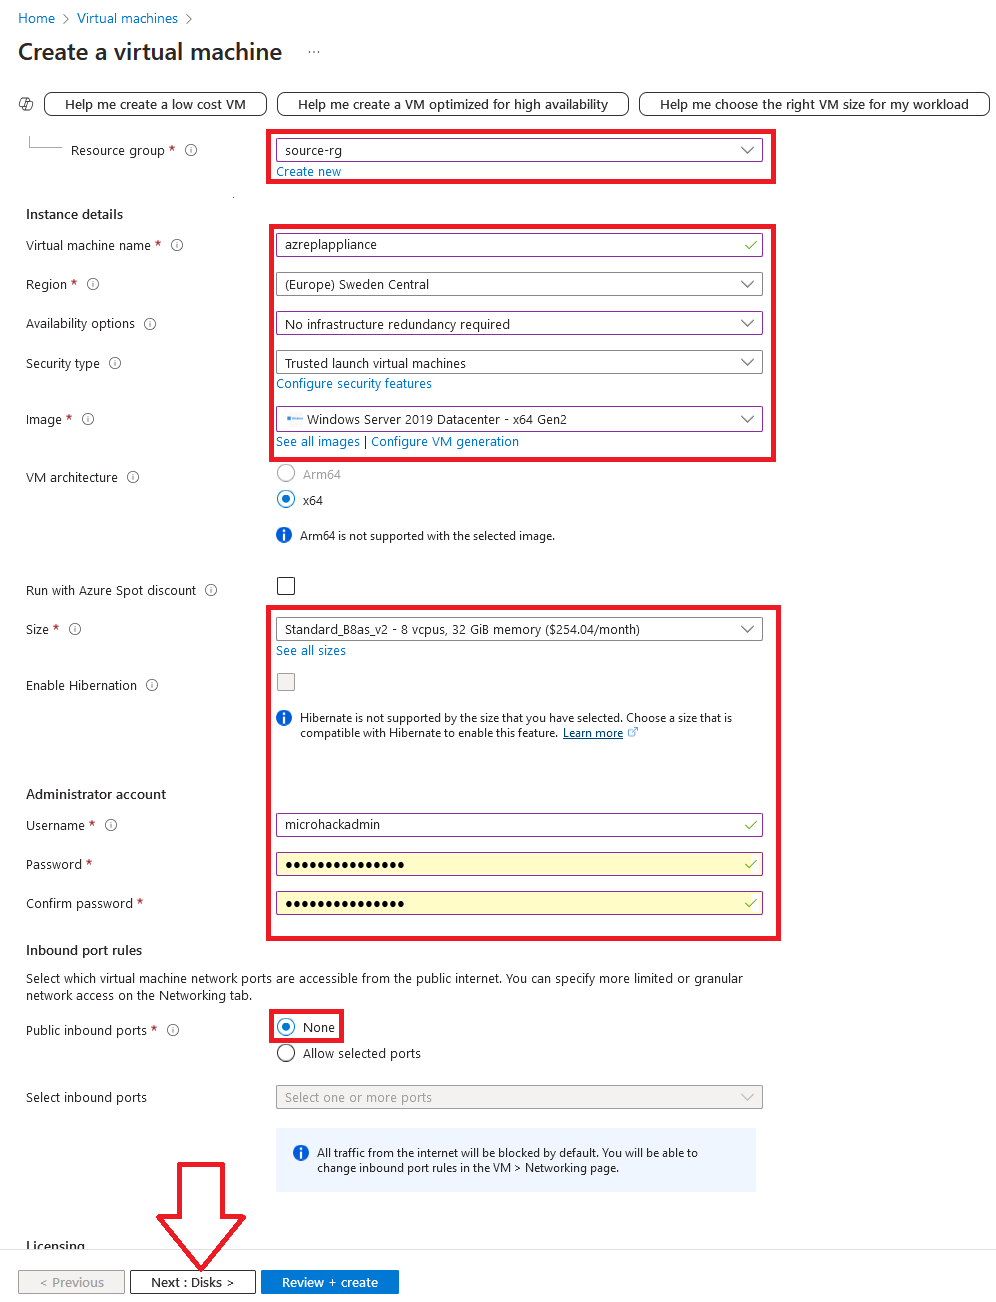 Home > Virtual machines >
Create a virtual machine ...
Help me create a low cost VM
Help me create a VM optimized for high availability
Help me choose the right VM size for my workload
Resource group *
source-rg
Create new
Instance details
Virtual machine name *
azreplappliance
Region *
(Europe) Sweden Central
Availability options
No infrastructure redundancy required
Security type
Trusted launch virtual machines
Configure security features
Image *
Windows Server 2019 Datacenter - x64 Gen2
See all images | Configure VM generation
VM architecture
Arm64
x64
Arm64 is not supported with the selected image.
Run with Azure Spot discount
Size *
Standard_B8as_v2 - 8 vcpus, 32 GiB memory ($254.04/month)
See all sizes
Enable Hibernation
Hibernate is not supported by the size that you have selected. Choose a size that is
compatible with Hibernate to enable this feature. Learn more
Administrator account
Username *
microhackadmin
Password *
●●●●●●●●●●●●●●●
Confirm password *
●●●●●●●●●●●●●●●
Inbound port rules
Select which virtual machine network ports are accessible from the public internet. You can specify more limited or granular
network access on the Networking tab.
Public inbound ports *
None
Allow selected ports
Select inbound ports
Select one or more ports
All traffic from the internet will be blocked by default. You will be able to
change inbound port rules in the VM > Networking page.
Licensing
< Previous
Next : Disks >
Review + create